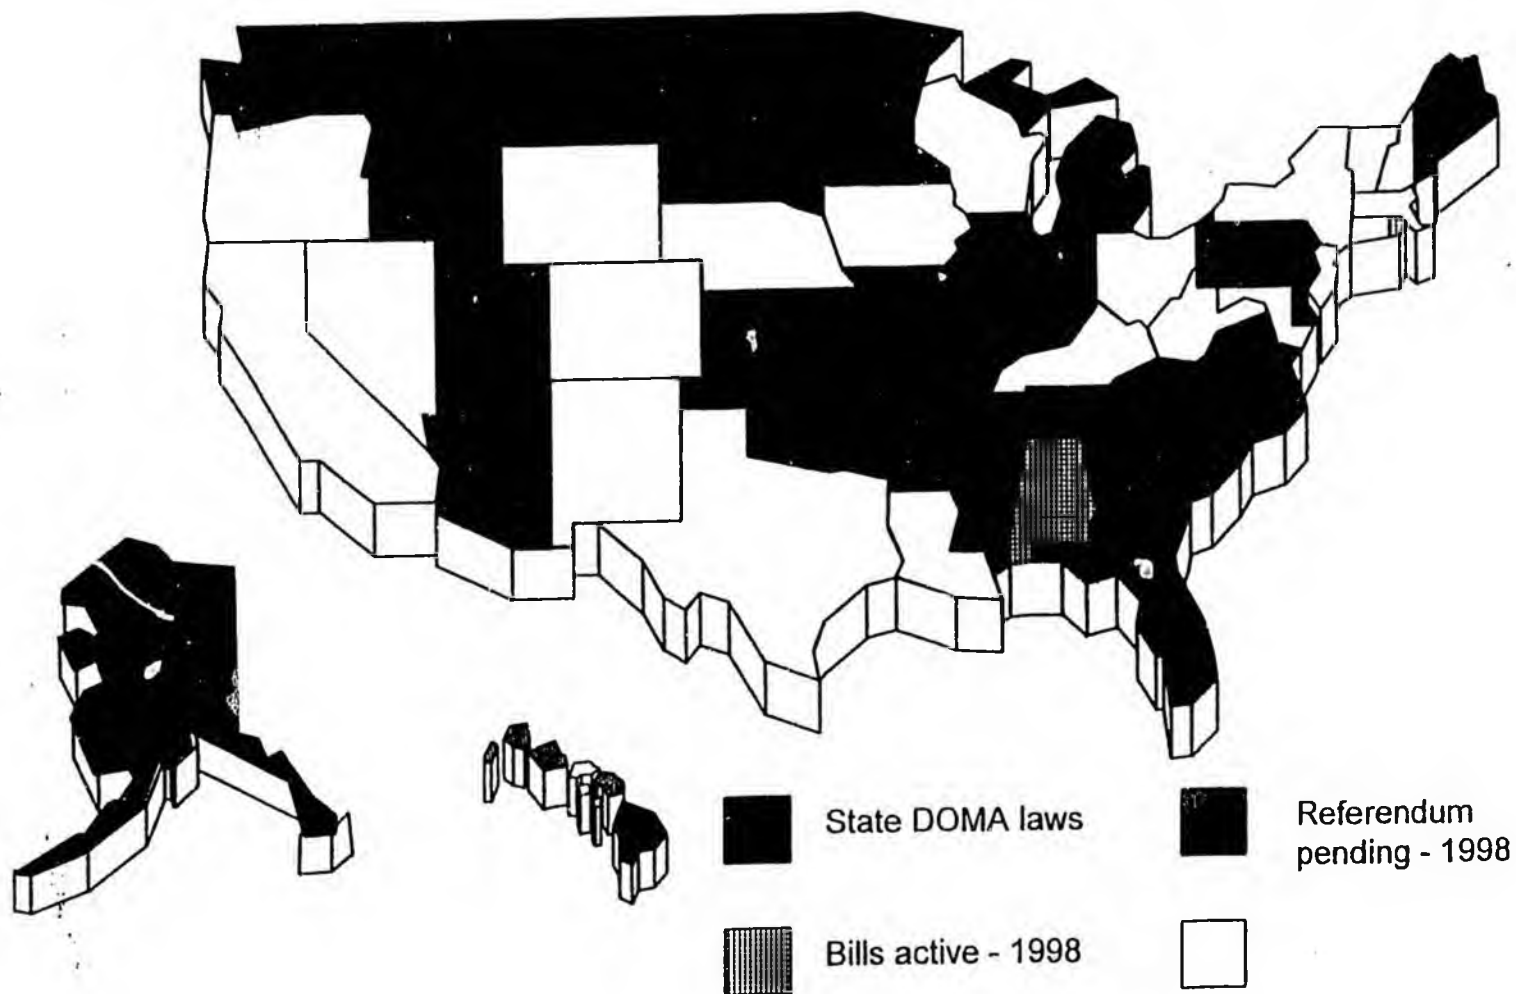 State DOMA laws
Referendum
pending - 1998
Bills active - 1998